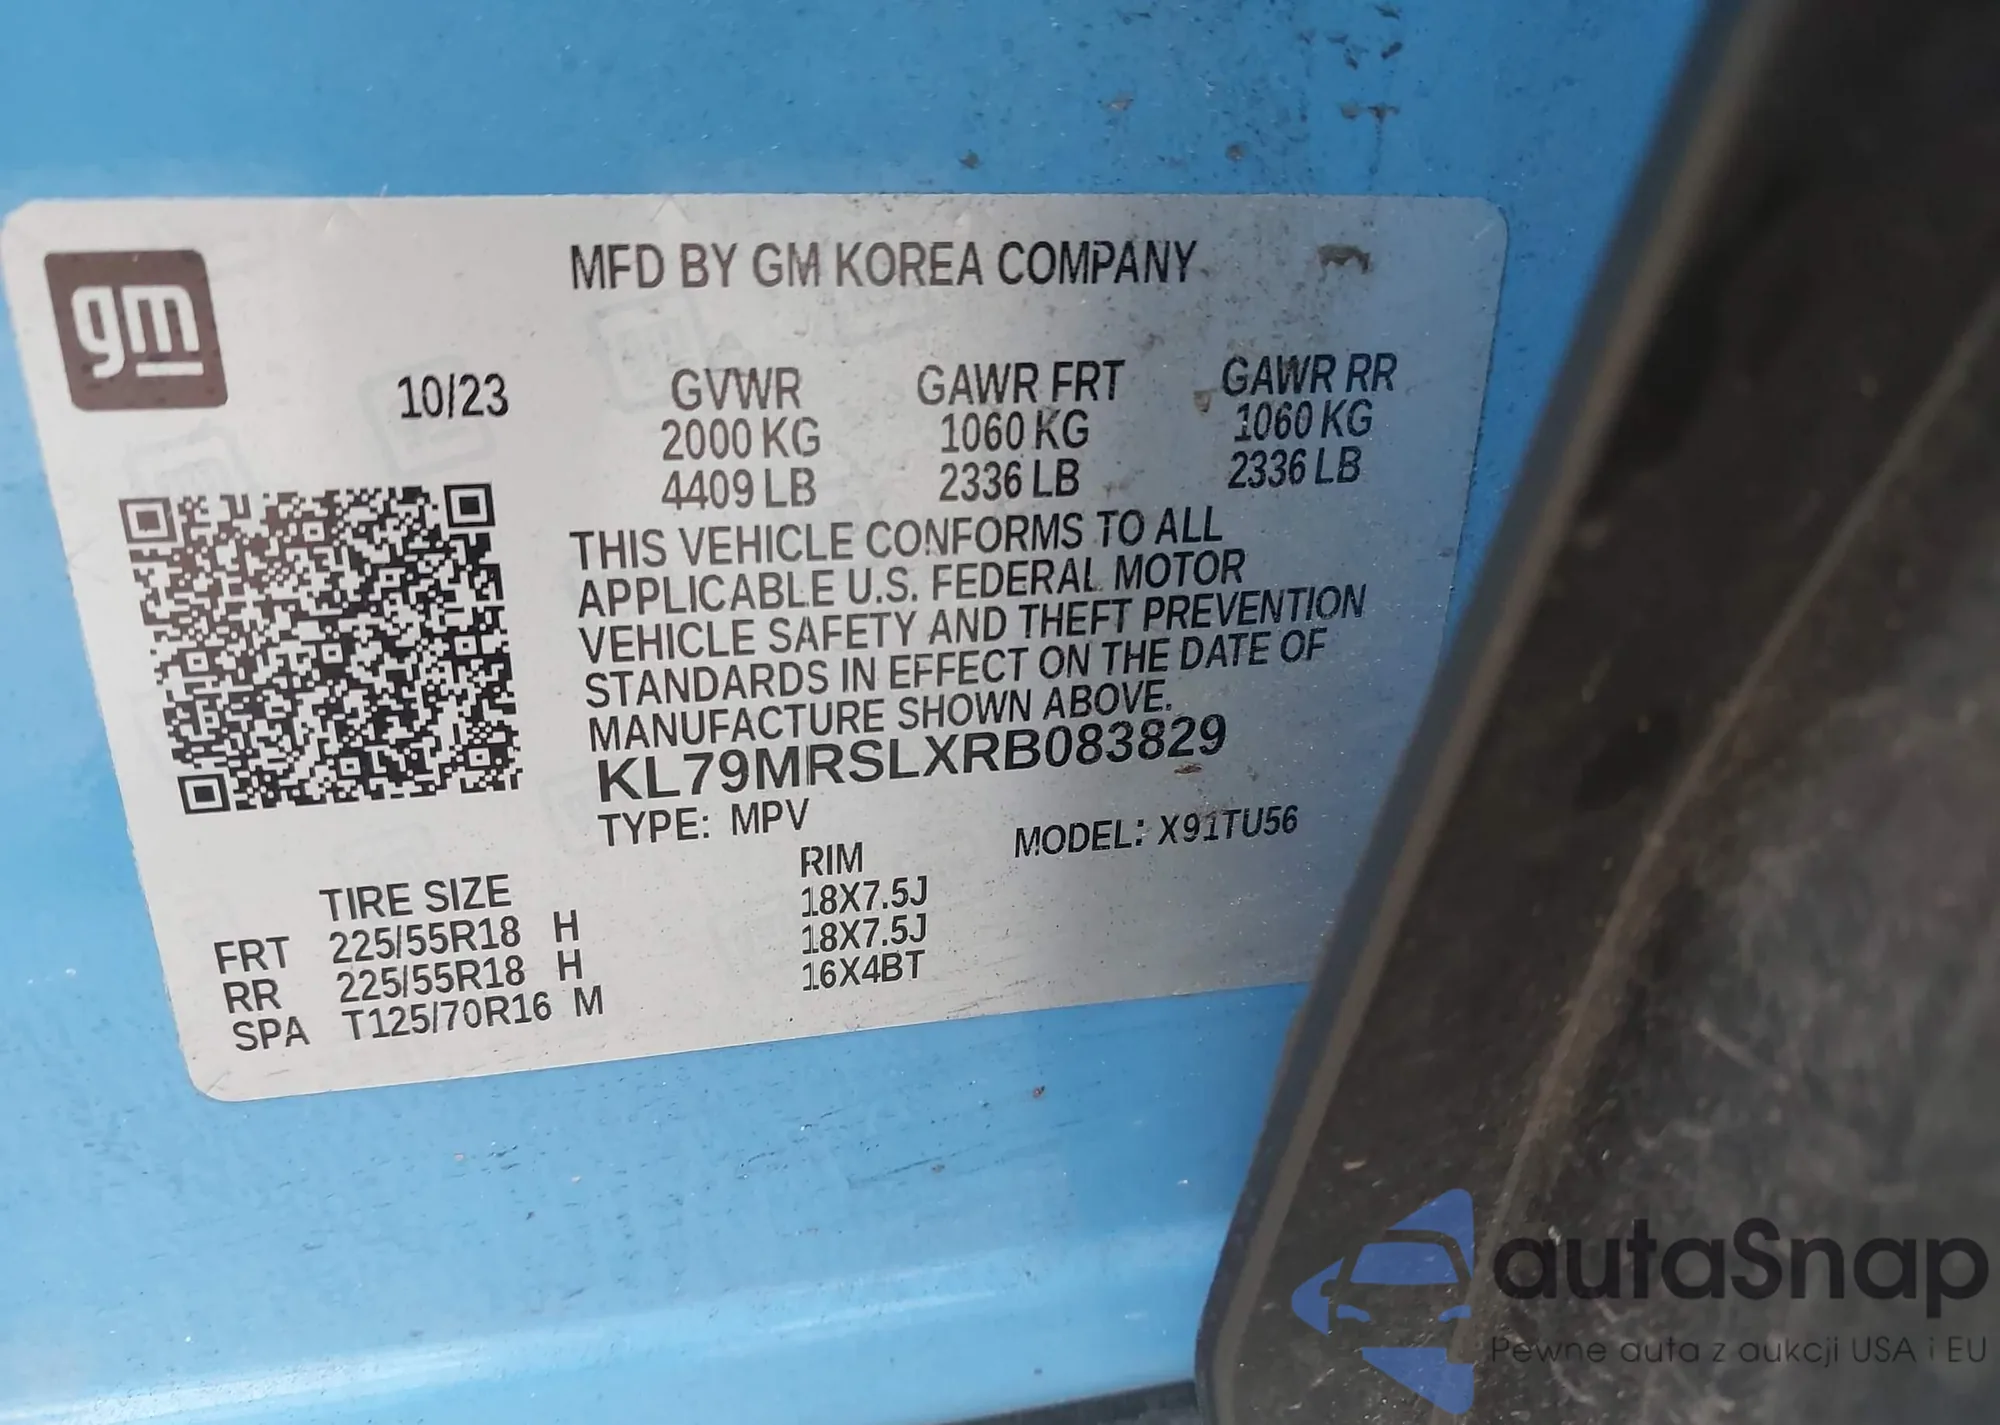 gm
MFD BY GM KOREA COMPANY
10/23 GVWR GAWR FRT GAWR RR
2000 KG 1060 KG 1060 KG
4409 LB 2336 LB 2336 LB
THIS VEHICLE CONFORMS TO ALL
APPLICABLE U.S. FEDERAL MOTOR
VEHICLE SAFETY AND THEFT PREVENTION
STANDARDS IN EFFECT ON THE DATE OF
MANUFACTURE SHOWN ABOVE.
KL79MRSLXRB083829
TYPE: MPV MODEL: X91TU56
TIRE SIZE RIM
FRT 225/55R18 H 18X7.5J
RR 225/55R18 H 18X7.5J
SPA T125/70R16 M 16X4BT
autaSnap
Pewne auta z aukcji USA i EU